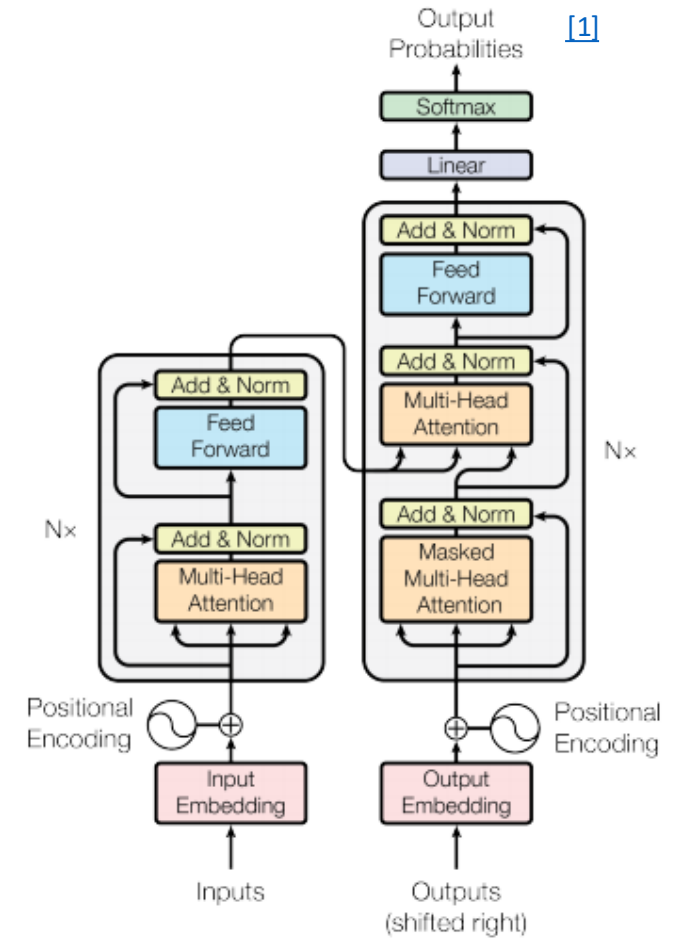 Output
Probabilities
[1]
Softmax
Linear
Add & Norm
Feed
Forward
Add & Norm
Multi-Head
Attention
Add & Norm
Masked
Multi-Head
Attention
Nx
Add & Norm
Feed
Forward
Add & Norm
Multi-Head
Attention
Nx
Positional
Encoding
Positional
Encoding
Input
Embedding
Output
Embedding
Inputs
Outputs
(shifted right)